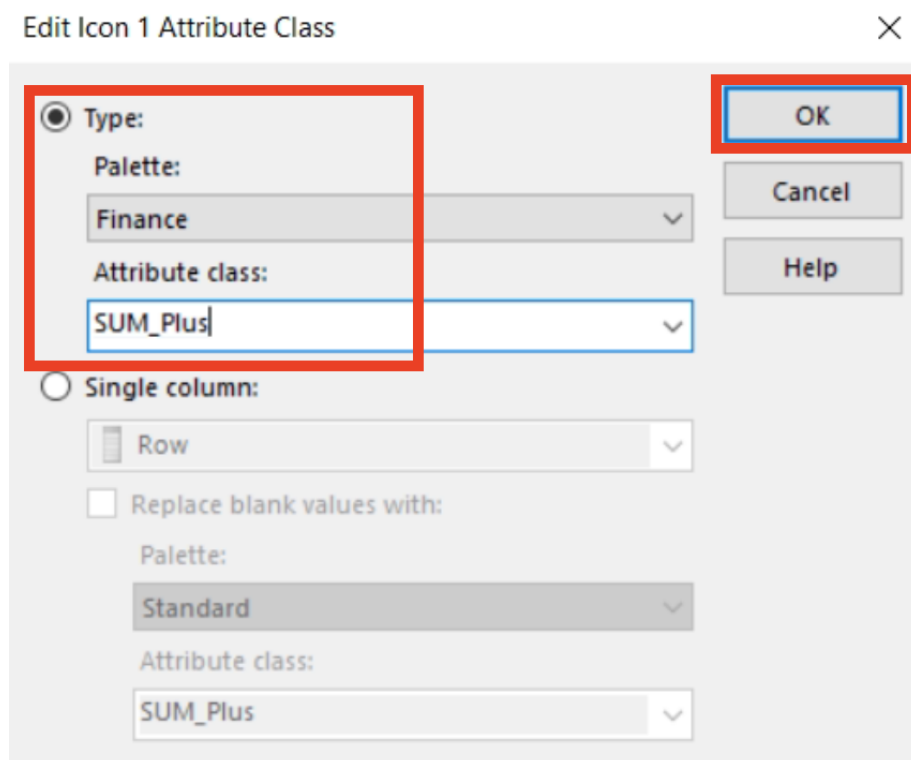 Edit Icon 1 Attribute Class
Type:
OK
Palette:
Cancel
Finance
Attribute class:
Help
SUM_Plus
Single column:
Row
Replace blank values with:
Palette:
Standard
Attribute class:
SUM_Plus